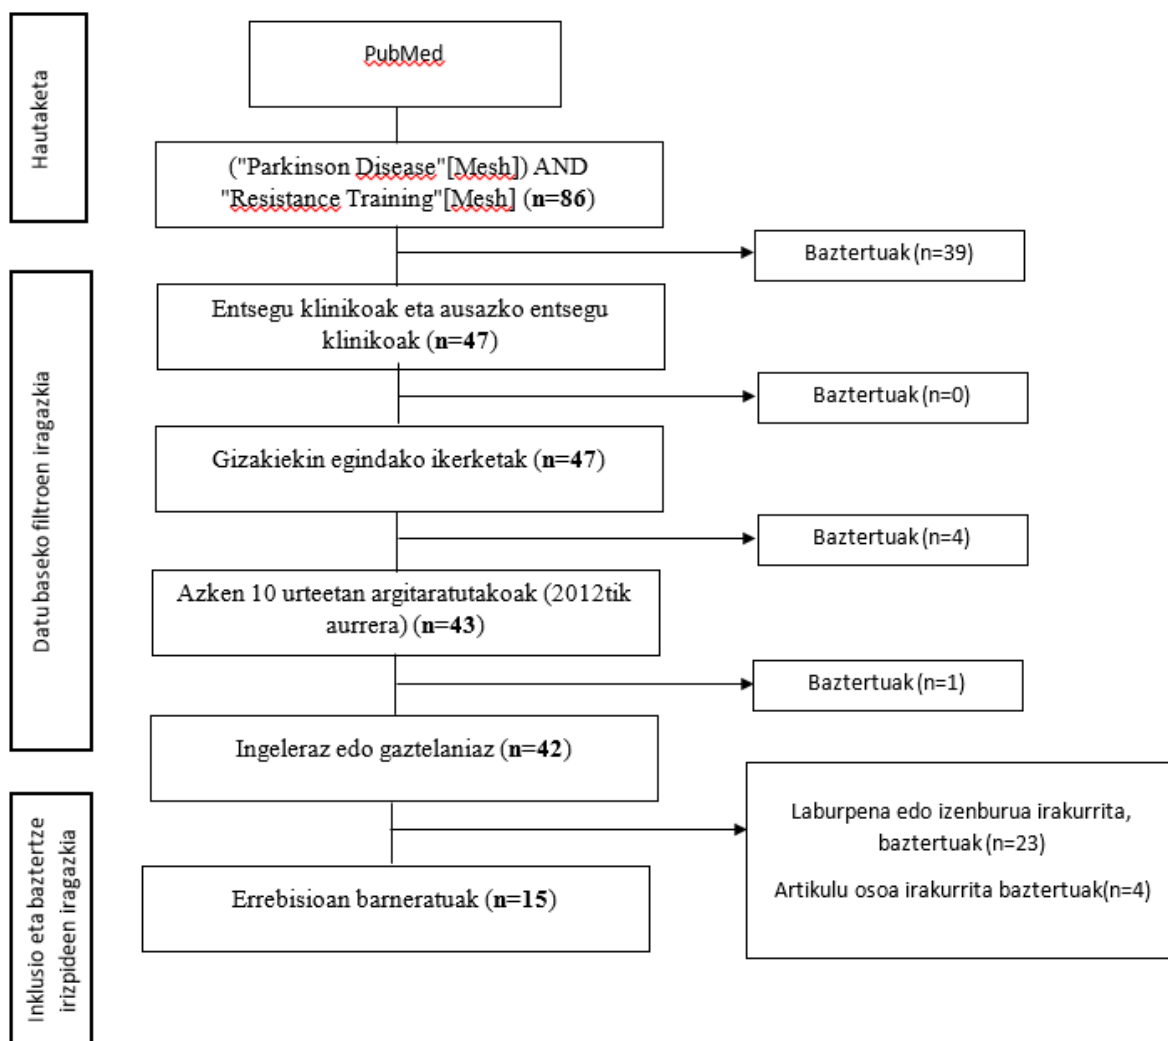 Hautaketa
PubMed
("Parkinson Disease"[Mesh]) AND
"Resistance Training"[Mesh] (n=86)
Baztertuak (n=39)
Datu baseko filtroen iragazkia
Entsegu klinikoak eta ausazko entsegu
klinikoak (n=47)
Baztertuak (n=0)
Gizakiekin egindako ikerketak (n=47)
Baztertuak (n=4)
Azken 10 urteetan argitaratutakoak (2012tik
aurrera) (n=43)
Baztertuak (n=1)
Ingeleraz edo gaztelaniaz (n=42)
Inklusio eta baztertze
irizpideen iragazkia
Laburpena edo izenburua irakurrita,
baztertuak (n=23)
Artikulu osoa irakurrita baztertuak(n=4)
Errebisioan barneratuak (n=15)